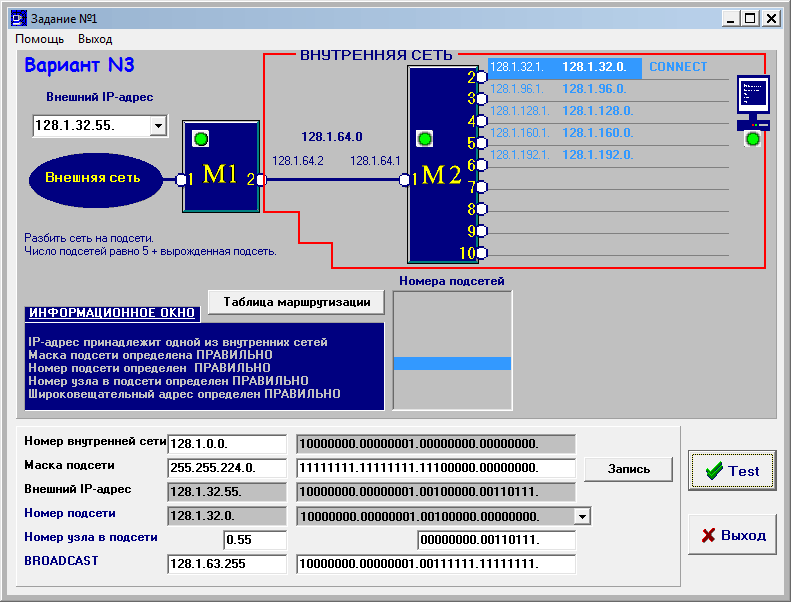 Задание №1
Помощь Выход
Вариант N3
ВНУТРЕННЯЯ СЕТЬ
Внешний IP-адрес
128.1.32.55.
Внешняя сеть
1 M1 2
128.1.64.0
128.1.64.2 128.1.64.1
1 M2
2 128.1.32.1. 128.1.32.0. CONNECT
3 128.1.96.1. 128.1.96.0.
4 128.1.128.1. 128.1.128.0.
5 128.1.160.1. 128.1.160.0.
6 128.1.192.1. 128.1.192.0.
7
8
9
10
Разбить сеть на подсети.
Число подсетей равно 5 + вырожденная подсеть.
Номера подсетей
Таблица маршрутизации
ИНФОРМАЦИОННОЕ ОКНО
IP-адрес принадлежит одной из внутренних сетей
Маска подсети определена ПРАВИЛЬНО
Номер подсети определен ПРАВИЛЬНО
Номер узла в подсети определен ПРАВИЛЬНО
Широковещательный адрес определен ПРАВИЛЬНО
Номер внутренней сети 128.1.0.0. 10000000.00000001.00000000.00000000.
Маска подсети 255.255.224.0. 11111111.11111111.11100000.00000000.
Запись
Внешний IP-адрес 128.1.32.55. 10000000.00000001.00100000.00110111.
Номер подсети 128.1.32.0. 10000000.00000001.00100000.00000000.
Номер узла в подсети 0.55 00000000.00110111.
BROADCAST 128.1.63.255 10000000.00000001.00111111.11111111.
Test
Выход